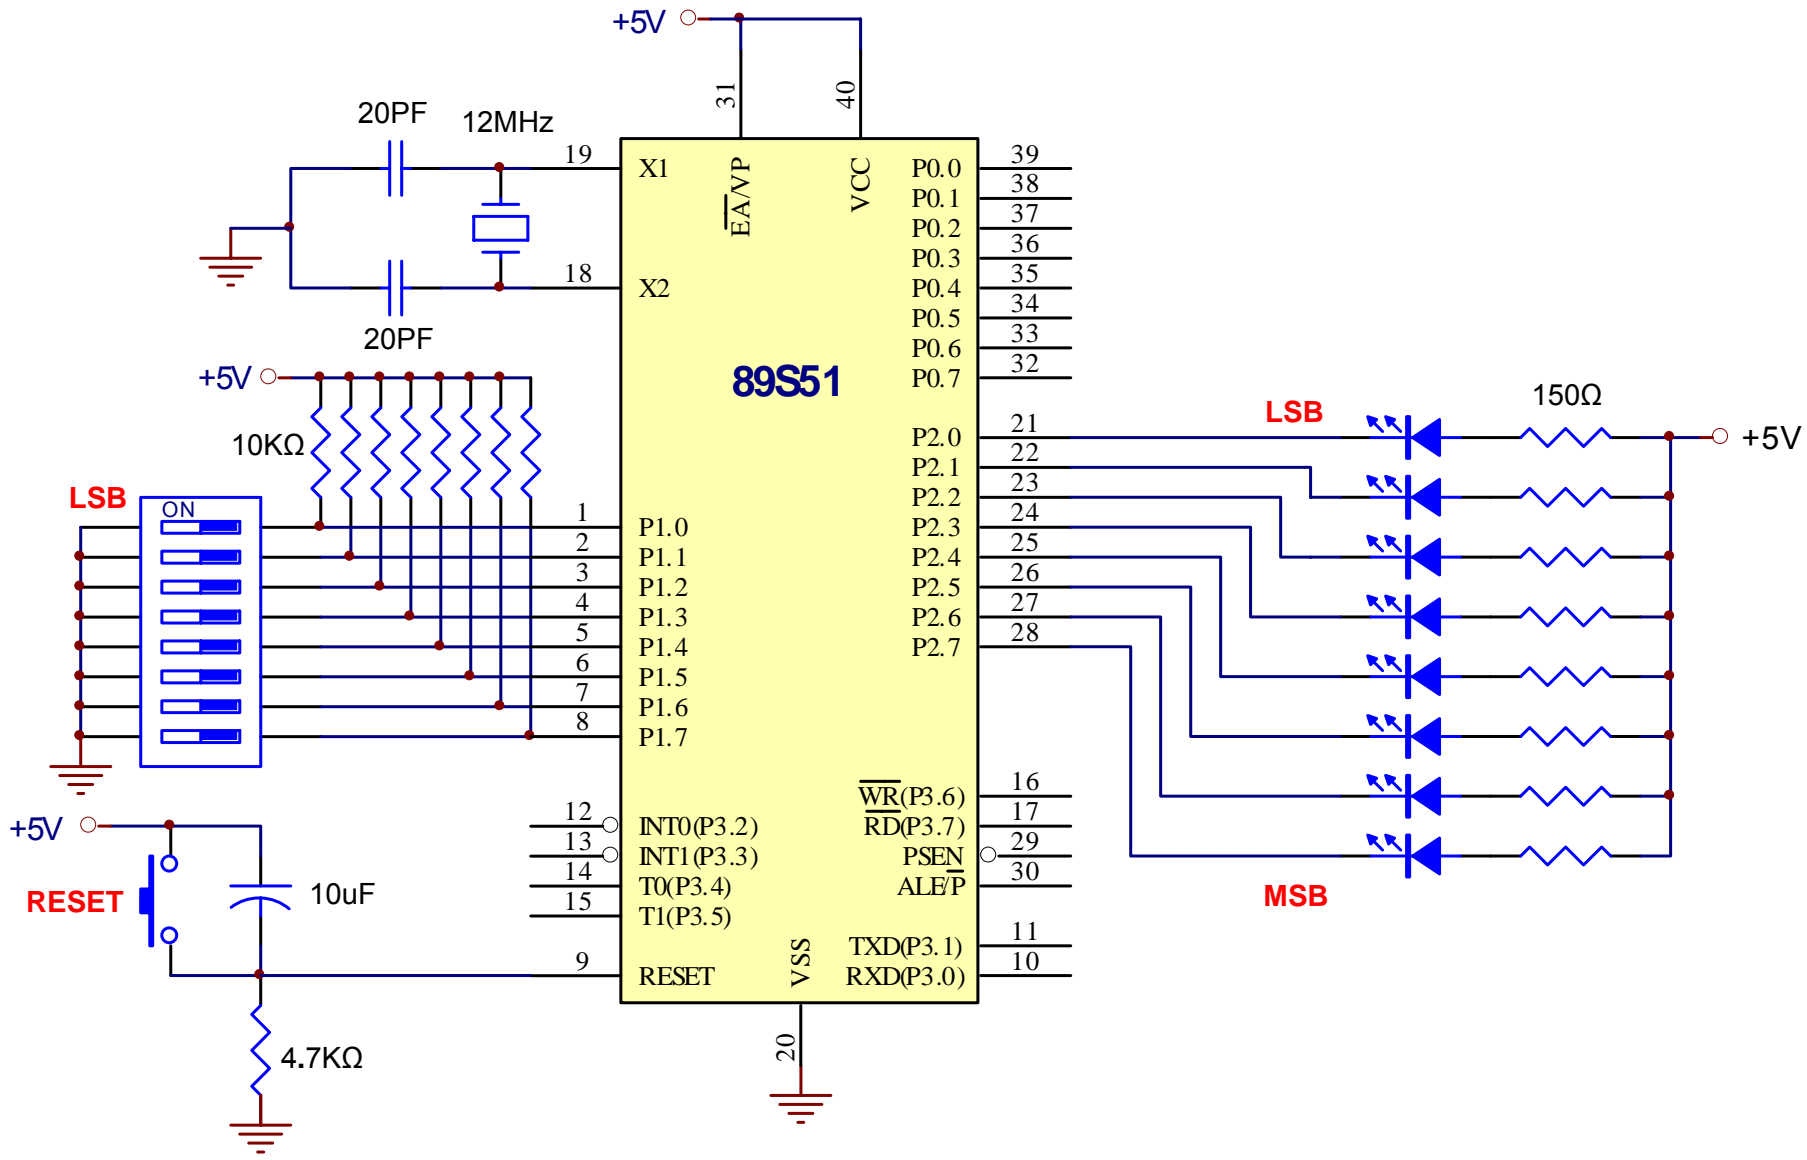 +5V
31
40
20PF
12MHz
19
X1
EA/VP
VCC
P0.0
39
P0.1
38
P0.2
37
P0.3
36
18
X2
P0.4
35
P0.5
34
20PF
P0.6
33
+5V
89S51
P0.7
32
10KΩ
P2.0
21
LSB
150Ω
+5V
P2.1
22
P2.2
23
LSB
ON
1
P1.0
P2.3
24
2
P1.1
P2.4
25
3
P1.2
P2.5
26
4
P1.3
P2.6
27
5
P1.4
P2.7
28
6
P1.5
7
P1.6
8
P1.7
WR(P3.6)
16
+5V
12
INT0(P3.2)
RD(P3.7)
17
13
INT1(P3.3)
PSEN
29
RESET
10uF
14
T0(P3.4)
ALE/P
30
MSB
15
T1(P3.5)
TXD(P3.1)
11
9
RESET
VSS
RXD(P3.0)
10
4.7KΩ
20